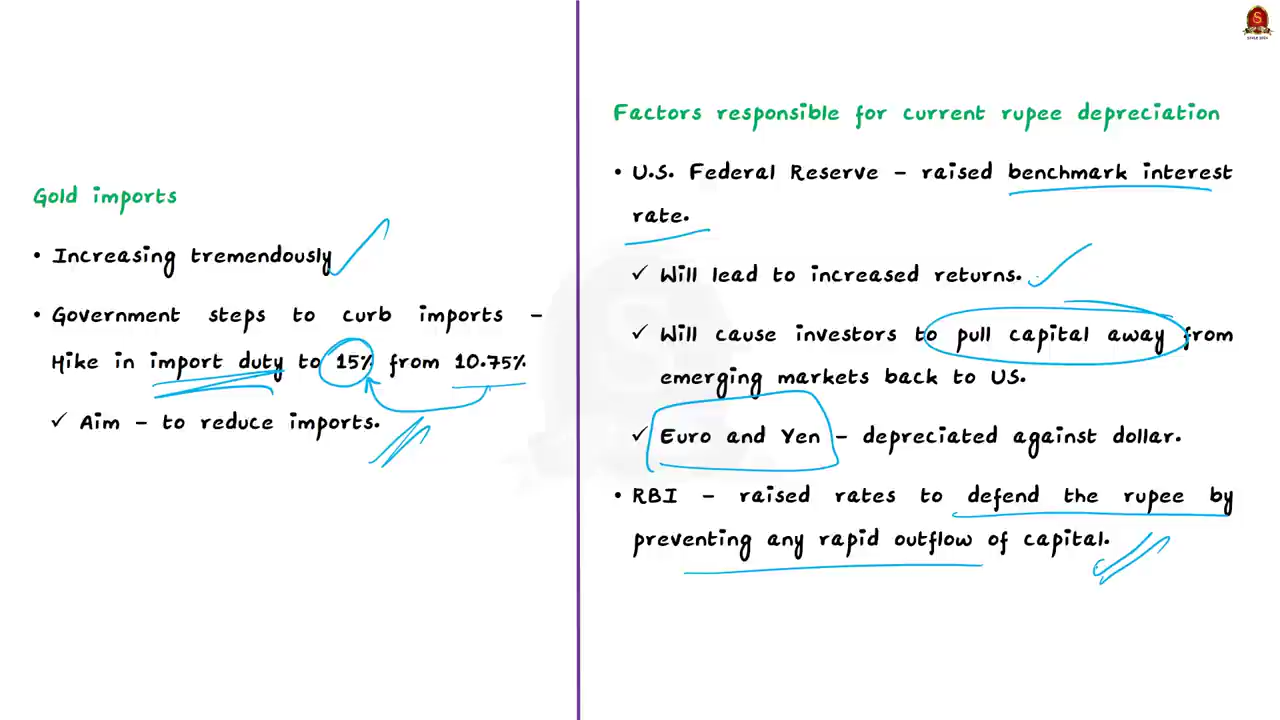 Gold imports
• Increasing tremendously
• Government steps to curb imports –
Hike in import duty to 15% from 10.75%.
✓ Aim – to reduce imports.
Factors responsible for current rupee depreciation
• U.S. Federal Reserve – raised benchmark interest
rate.
✓ Will lead to increased returns.
✓ Will cause investors to pull capital away from
emerging markets back to US.
✓ Euro and Yen – depreciated against dollar.
• RBI – raised rates to defend the rupee by
preventing any rapid outflow of capital.